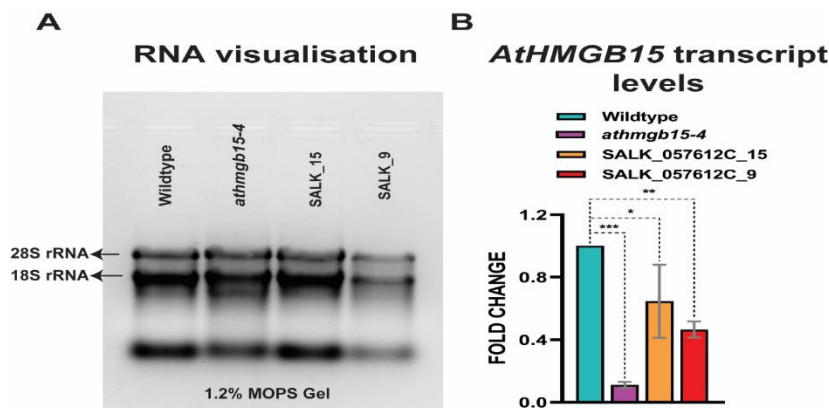 A
RNA visualisation
Wildtype
athmgb15-4
SALK_15
SALK_9
28S rRNA
18S rRNA
1.2% MOPS Gel
B
AtHMGB15 transcript
levels
Wildtype
athmgb15-4
SALK_057612C_15
SALK_057612C_9
**
*
***
FOLD CHANGE
1.2
0.8
0.4
0.0